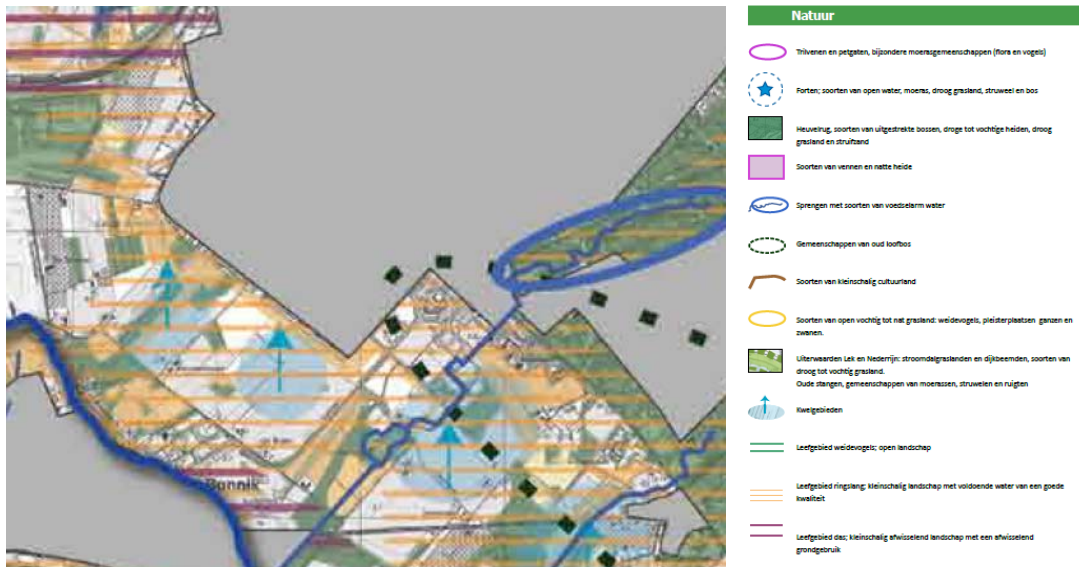 Natuur
Trilvenen en petgaten, bijzondere moerasgemeenschappen (flora en vogels)
Forten; soorten van open water, moeras, droog grasland, struweel en bos
Heuvelrug, soorten van uitgestrekte bossen, droge tot vochtige heiden, droog
grasland en struifsand
Soorten van vennen en natte heide
Sprengen met soorten van voedselarm water
Gemeenschappen van oud loofbos
Soorten van kleinschalig cultuurland
Soorten van open vochtig tot nat grasland: weidevogels, pleisterplaatsen ganzen en
zwanen.
Uiterwaarden Lek en Nederrijn: stroomdalgraslanden en dijkbeemden, soorten van
droog tot vochtig grasland.
Oude stangen, gemeenschappen van moerassen, struwelen en ruigten
Kwelgebieden
Leefgebied weidevogels; open landschap
Leefgebied ringslang; kleinschalig landschap met voldoende water van een goede
kwaliteit
Leefgebied das; kleinschalig afwisselend landschap met een afwisselend
grondgebruik
Bunnik